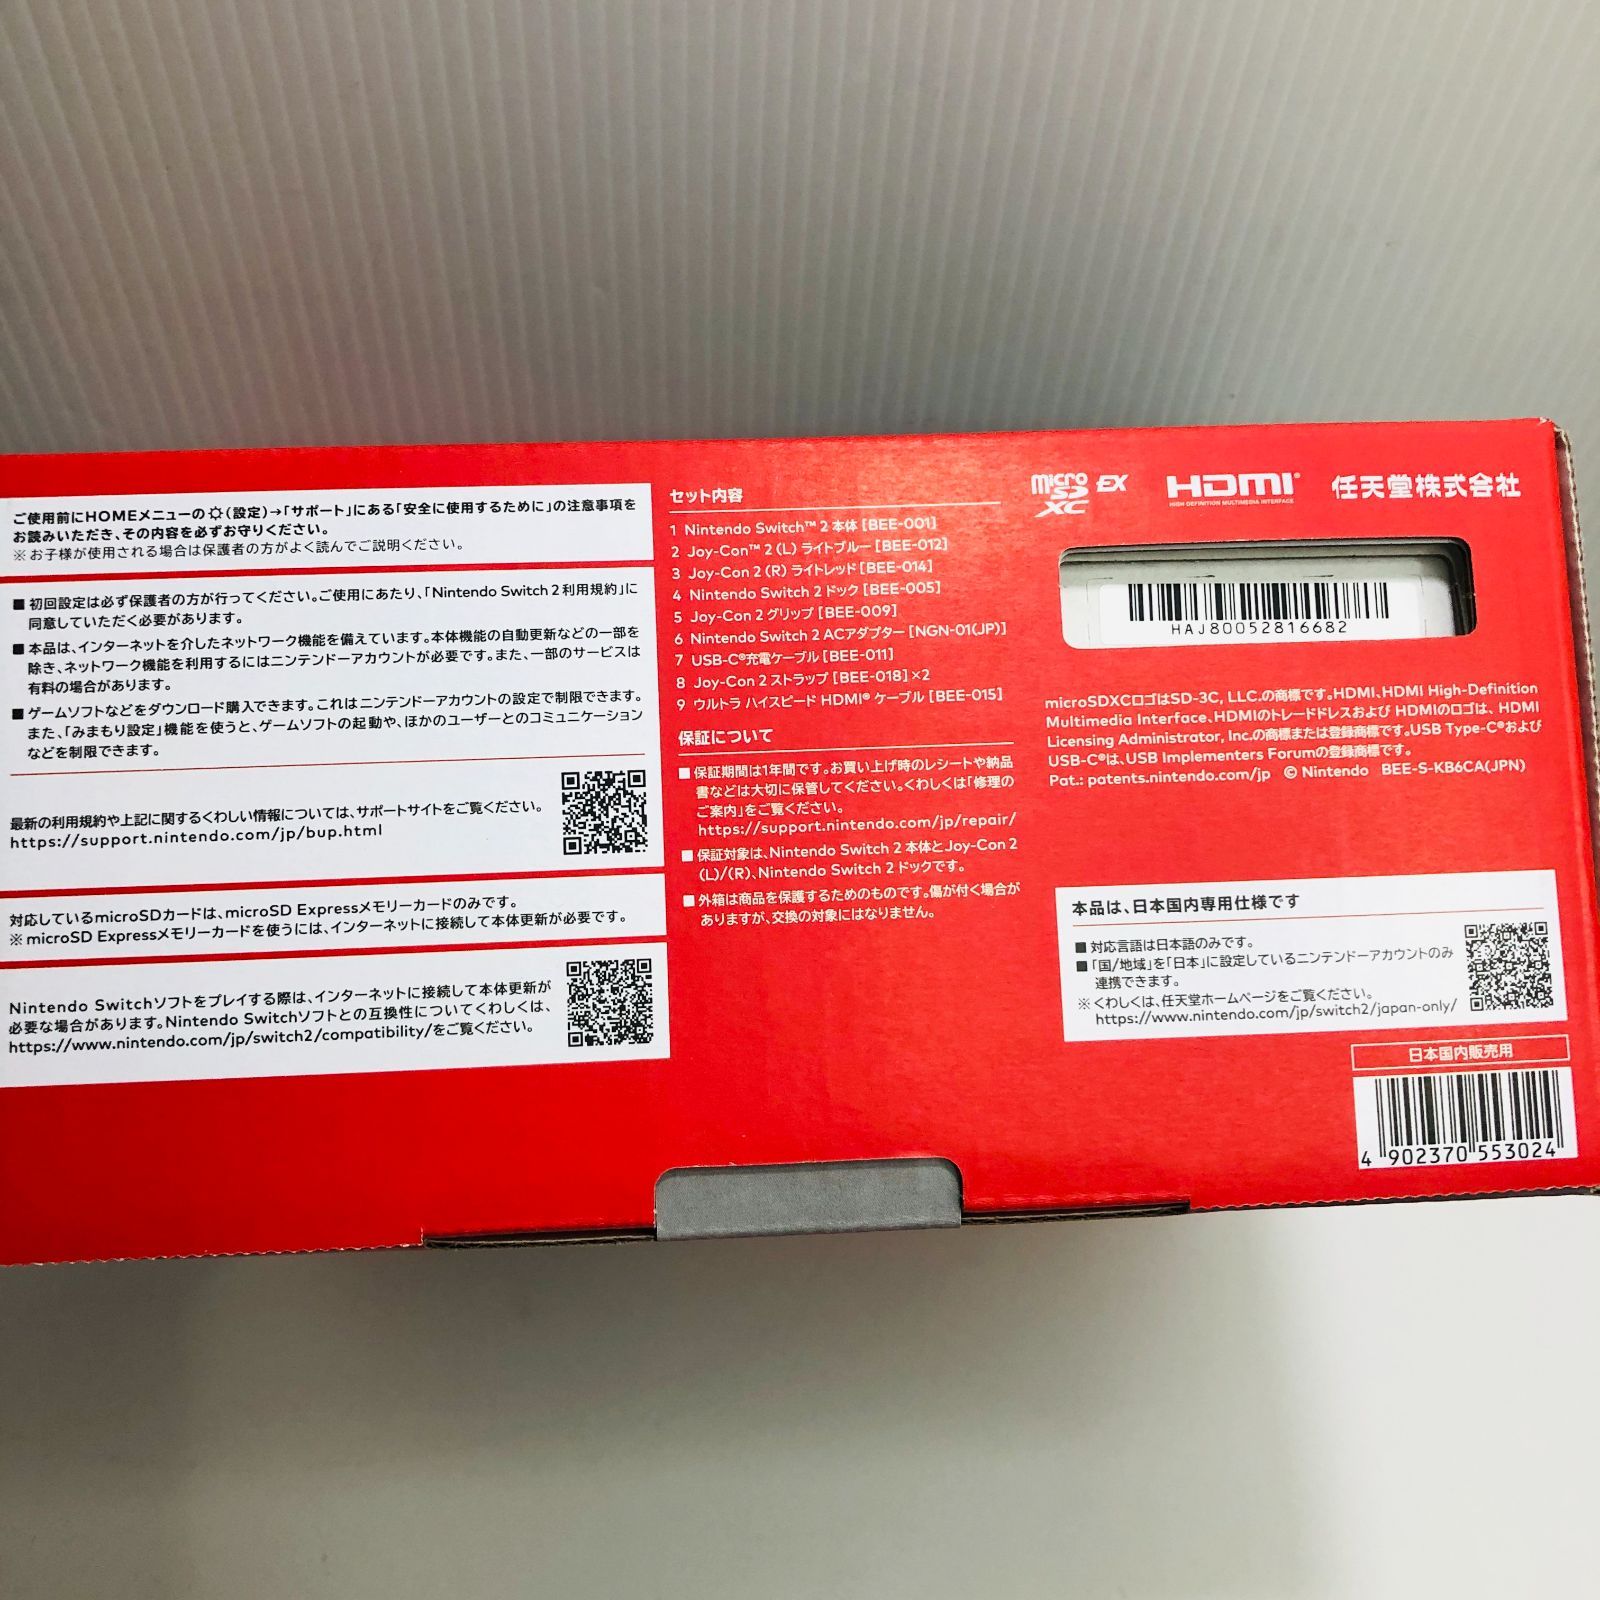 ご使用前にHOMEメニューの(設定)→「サポート」にある「安全に使用するために」の注意事項を
お読みいただき、その内容を必ずお守りください。
※お子様が使用される場合は保護者の方がよく読んでご説明ください。
■ 初回設定は必ず保護者の方が行ってください。ご使用にあたり、「Nintendo Switch 2 利用規約」に
同意していただく必要があります。
■ 本品は、インターネットを介したネットワーク機能を備えています。本体機能の自動更新などの一部を
除き、ネットワーク機能を利用するにはニンテンドーアカウントが必要です。また、一部のサービスは
有料の場合があります。
■ ゲームソフトなどをダウンロード購入できます。これはニンテンドーアカウントの設定で制限できます。
また、「みまもり設定」機能を使うと、ゲームソフトの起動や、ほかのユーザーとのコミュニケーション
などを制限できます。
最新の利用規約や上記に関するくわしい情報については、サポートサイトをご覧ください。
https://support.nintendo.com/jp/bup.html
対応しているmicroSDカードは、microSD Expressメモリーカードのみです。
※ microSD Expressメモリーカードを使うには、インターネットに接続して本体更新が必要です。
Nintendo Switchソフトをプレイする際は、インターネットに接続して本体更新が
必要な場合があります。Nintendo Switchソフトとの互換性についてくわしくは、
https://www.nintendo.com/jp/switch2/compatibility/をご覧ください。
セット内容
1 Nintendo Switch™ 2 本体 [BEE-001]
2 Joy-Con™ 2 (L) ライトブルー [BEE-012]
3 Joy-Con 2 (R) ライトレッド [BEE-014]
4 Nintendo Switch 2 ドック [BEE-005]
5 Joy-Con 2 グリップ [BEE-009]
6 Nintendo Switch 2 ACアダプター [NGN-01(JP)]
7 USB-C®充電ケーブル [BEE-011]
8 Joy-Con 2 ストラップ [BEE-018]×2
9 ウルトラ ハイスピード HDMI® ケーブル [BEE-015]
保証について
■ 保証期間は1年間です。お買い上げ時のレシートや納品
書などは大切に保管してください。くわしくは「修理の
ご案内」をご覧ください。
https://support.nintendo.com/jp/repair/
■ 保証対象は、Nintendo Switch 2 本体とJoy-Con 2
(L)/(R)、Nintendo Switch 2 ドックです。
■ 外箱は商品を保護するためのものです。傷が付く場合が
ありますが、交換の対象にはなりません。
micro SD XC EX
HDMI®
HIGH DEFINITION MULTIMEDIA INTERFACE
任天堂株式会社
HAJ80052816682
microSDXCロゴはSD-3C, LLC.の商標です。HDMI、HDMI High-Definition
Multimedia Interface、HDMIのトレードドレスおよび HDMIのロゴは、HDMI
Licensing Administrator, Inc.の商標または登録商標です。USB Type-C®および
USB-C®は、USB Implementers Forumの登録商標です。
Pat.: patents.nintendo.com/jp © Nintendo BEE-S-KB6CA(JPN)
本品は、日本国内専用仕様です
■ 対応言語は日本語のみです。
■ 「国/地域」を「日本」に設定しているニンテンドーアカウントのみ
連携できます。
※ くわしくは、任天堂ホームページをご覧ください。
https://www.nintendo.com/jp/switch2/japan-only/
日本国内販売用
4 902370 553024